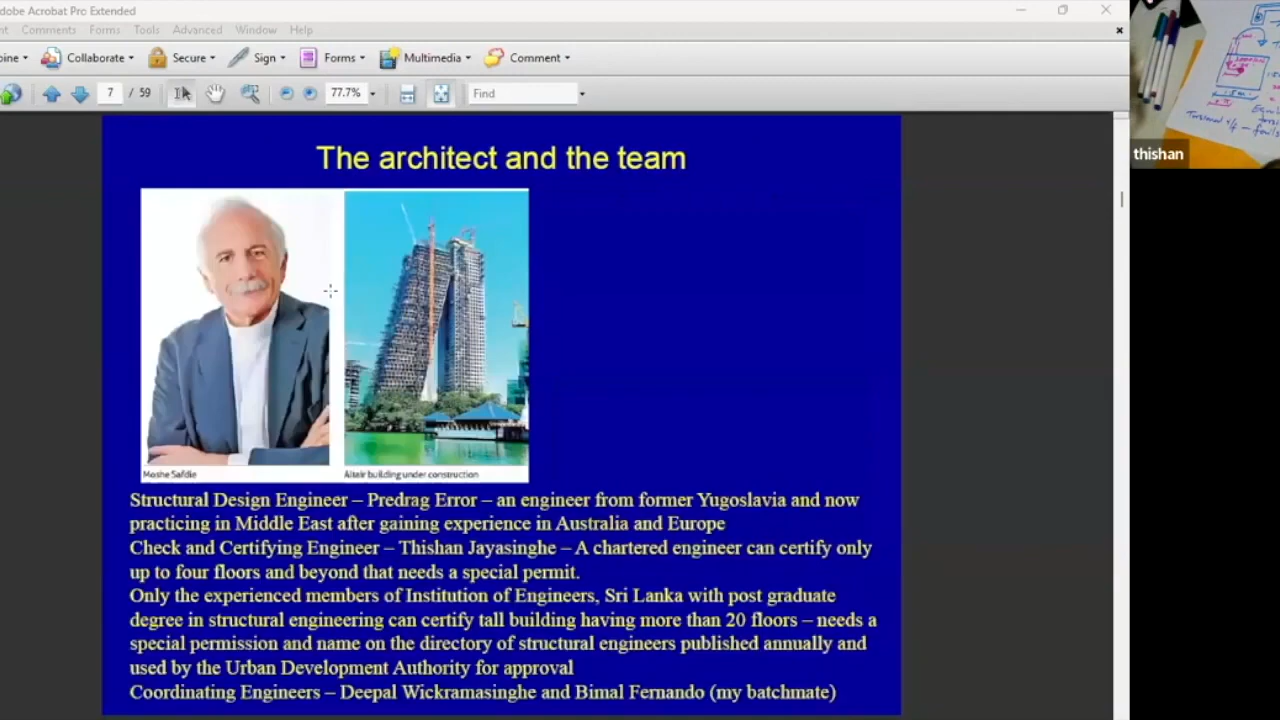 dobe Acrobat Pro Extended
nt Comments Forms Tools Advanced Window Help
Collaborate Secure Sign Forms Multimedia Comment
7 / 59 77.7% Find
thishan
The architect and the team
Moshe Safdie
Altair building under construction
Structural Design Engineer – Predrag Error – an engineer from former Yugoslavia and now
practicing in Middle East after gaining experience in Australia and Europe
Check and Certifying Engineer – Thishan Jayasinghe – A chartered engineer can certify only
up to four floors and beyond that needs a special permit.
Only the experienced members of Institution of Engineers, Sri Lanka with post graduate
degree in structural engineering can certify tall building having more than 20 floors – needs a
special permission and name on the directory of structural engineers published annually and
used by the Urban Development Authority for approval
Coordinating Engineers – Deepal Wickramasinghe and Bimal Fernando (my batchmate)